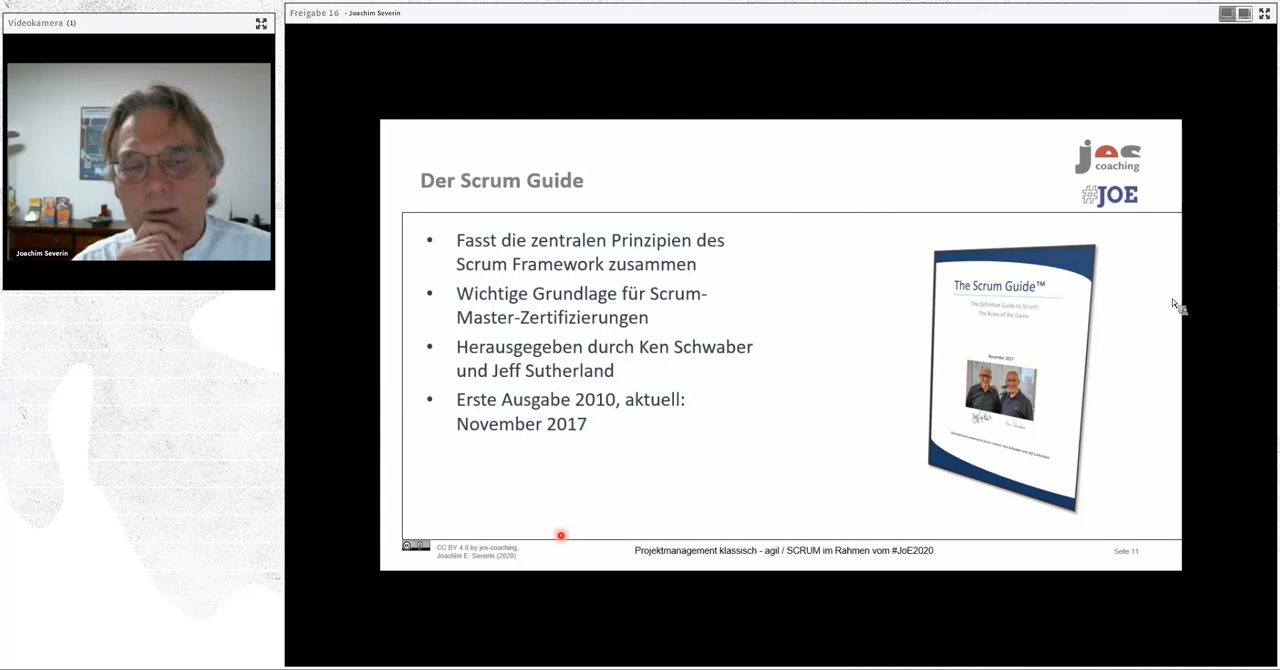 Videokamera (1)
Joachim Severin
Freigabe 16 - Joachim Severin
jes
coaching
#JOE
Der Scrum Guide
• Fasst die zentralen Prinzipien des
Scrum Framework zusammen
• Wichtige Grundlage für Scrum-
Master-Zertifizierungen
• Herausgegeben durch Ken Schwaber
und Jeff Sutherland
• Erste Ausgabe 2010, aktuell:
November 2017
The Scrum Guide™
The Definitive Guide to Scrum:
The Rules of the Game
November 2017
CC BY 4.0 by jes-coaching,
Joachim E. Severin (2020)
Projektmanagement klassisch - agil / SCRUM im Rahmen vom #JoE2020
Seite 11